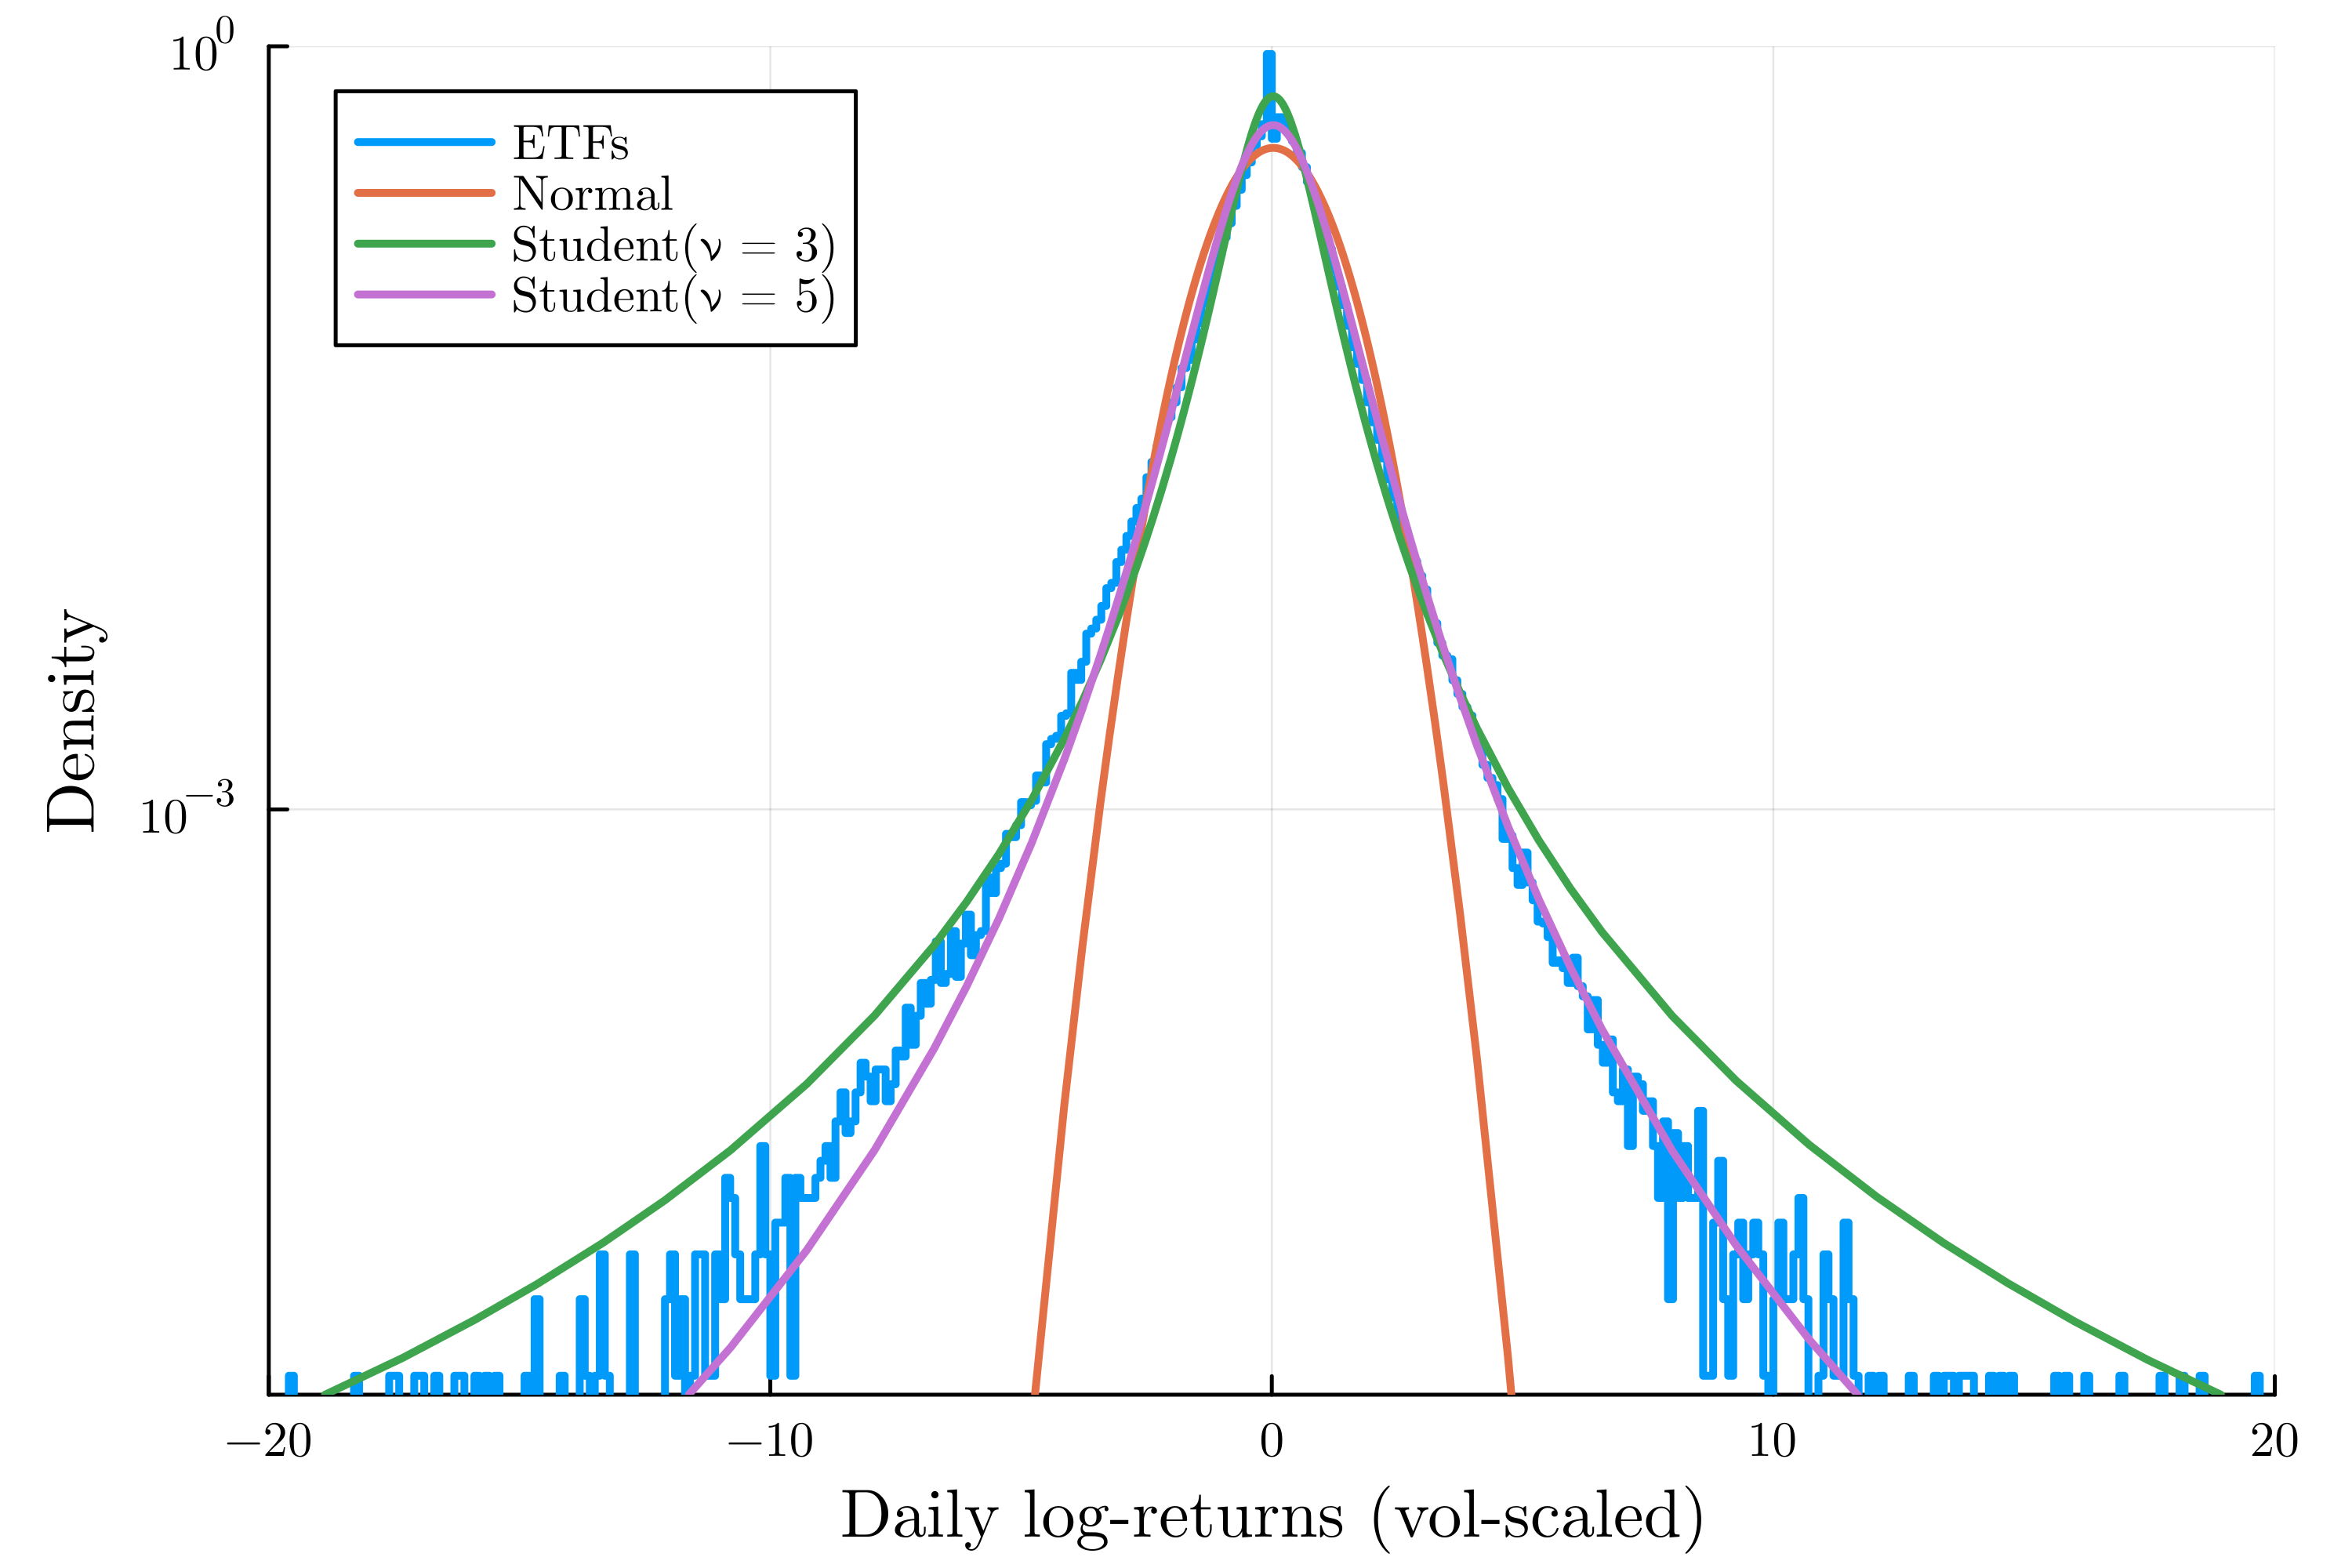 10^0
ETFs
Normal
Student(ν = 3)
Student(ν = 5)
Density
10^−3
−20 −10 0 10 20
Daily log-returns (vol-scaled)